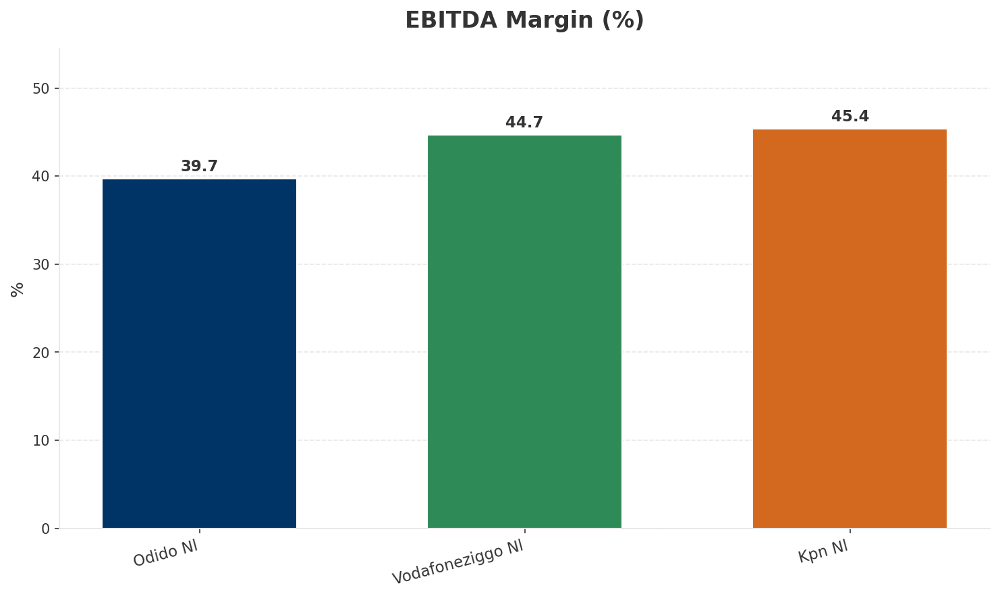 EBITDA Margin (%)
50
40
30
20
10
0
%
39.7
44.7
45.4
Odido Nl
Vodafoneziggo Nl
Kpn Nl